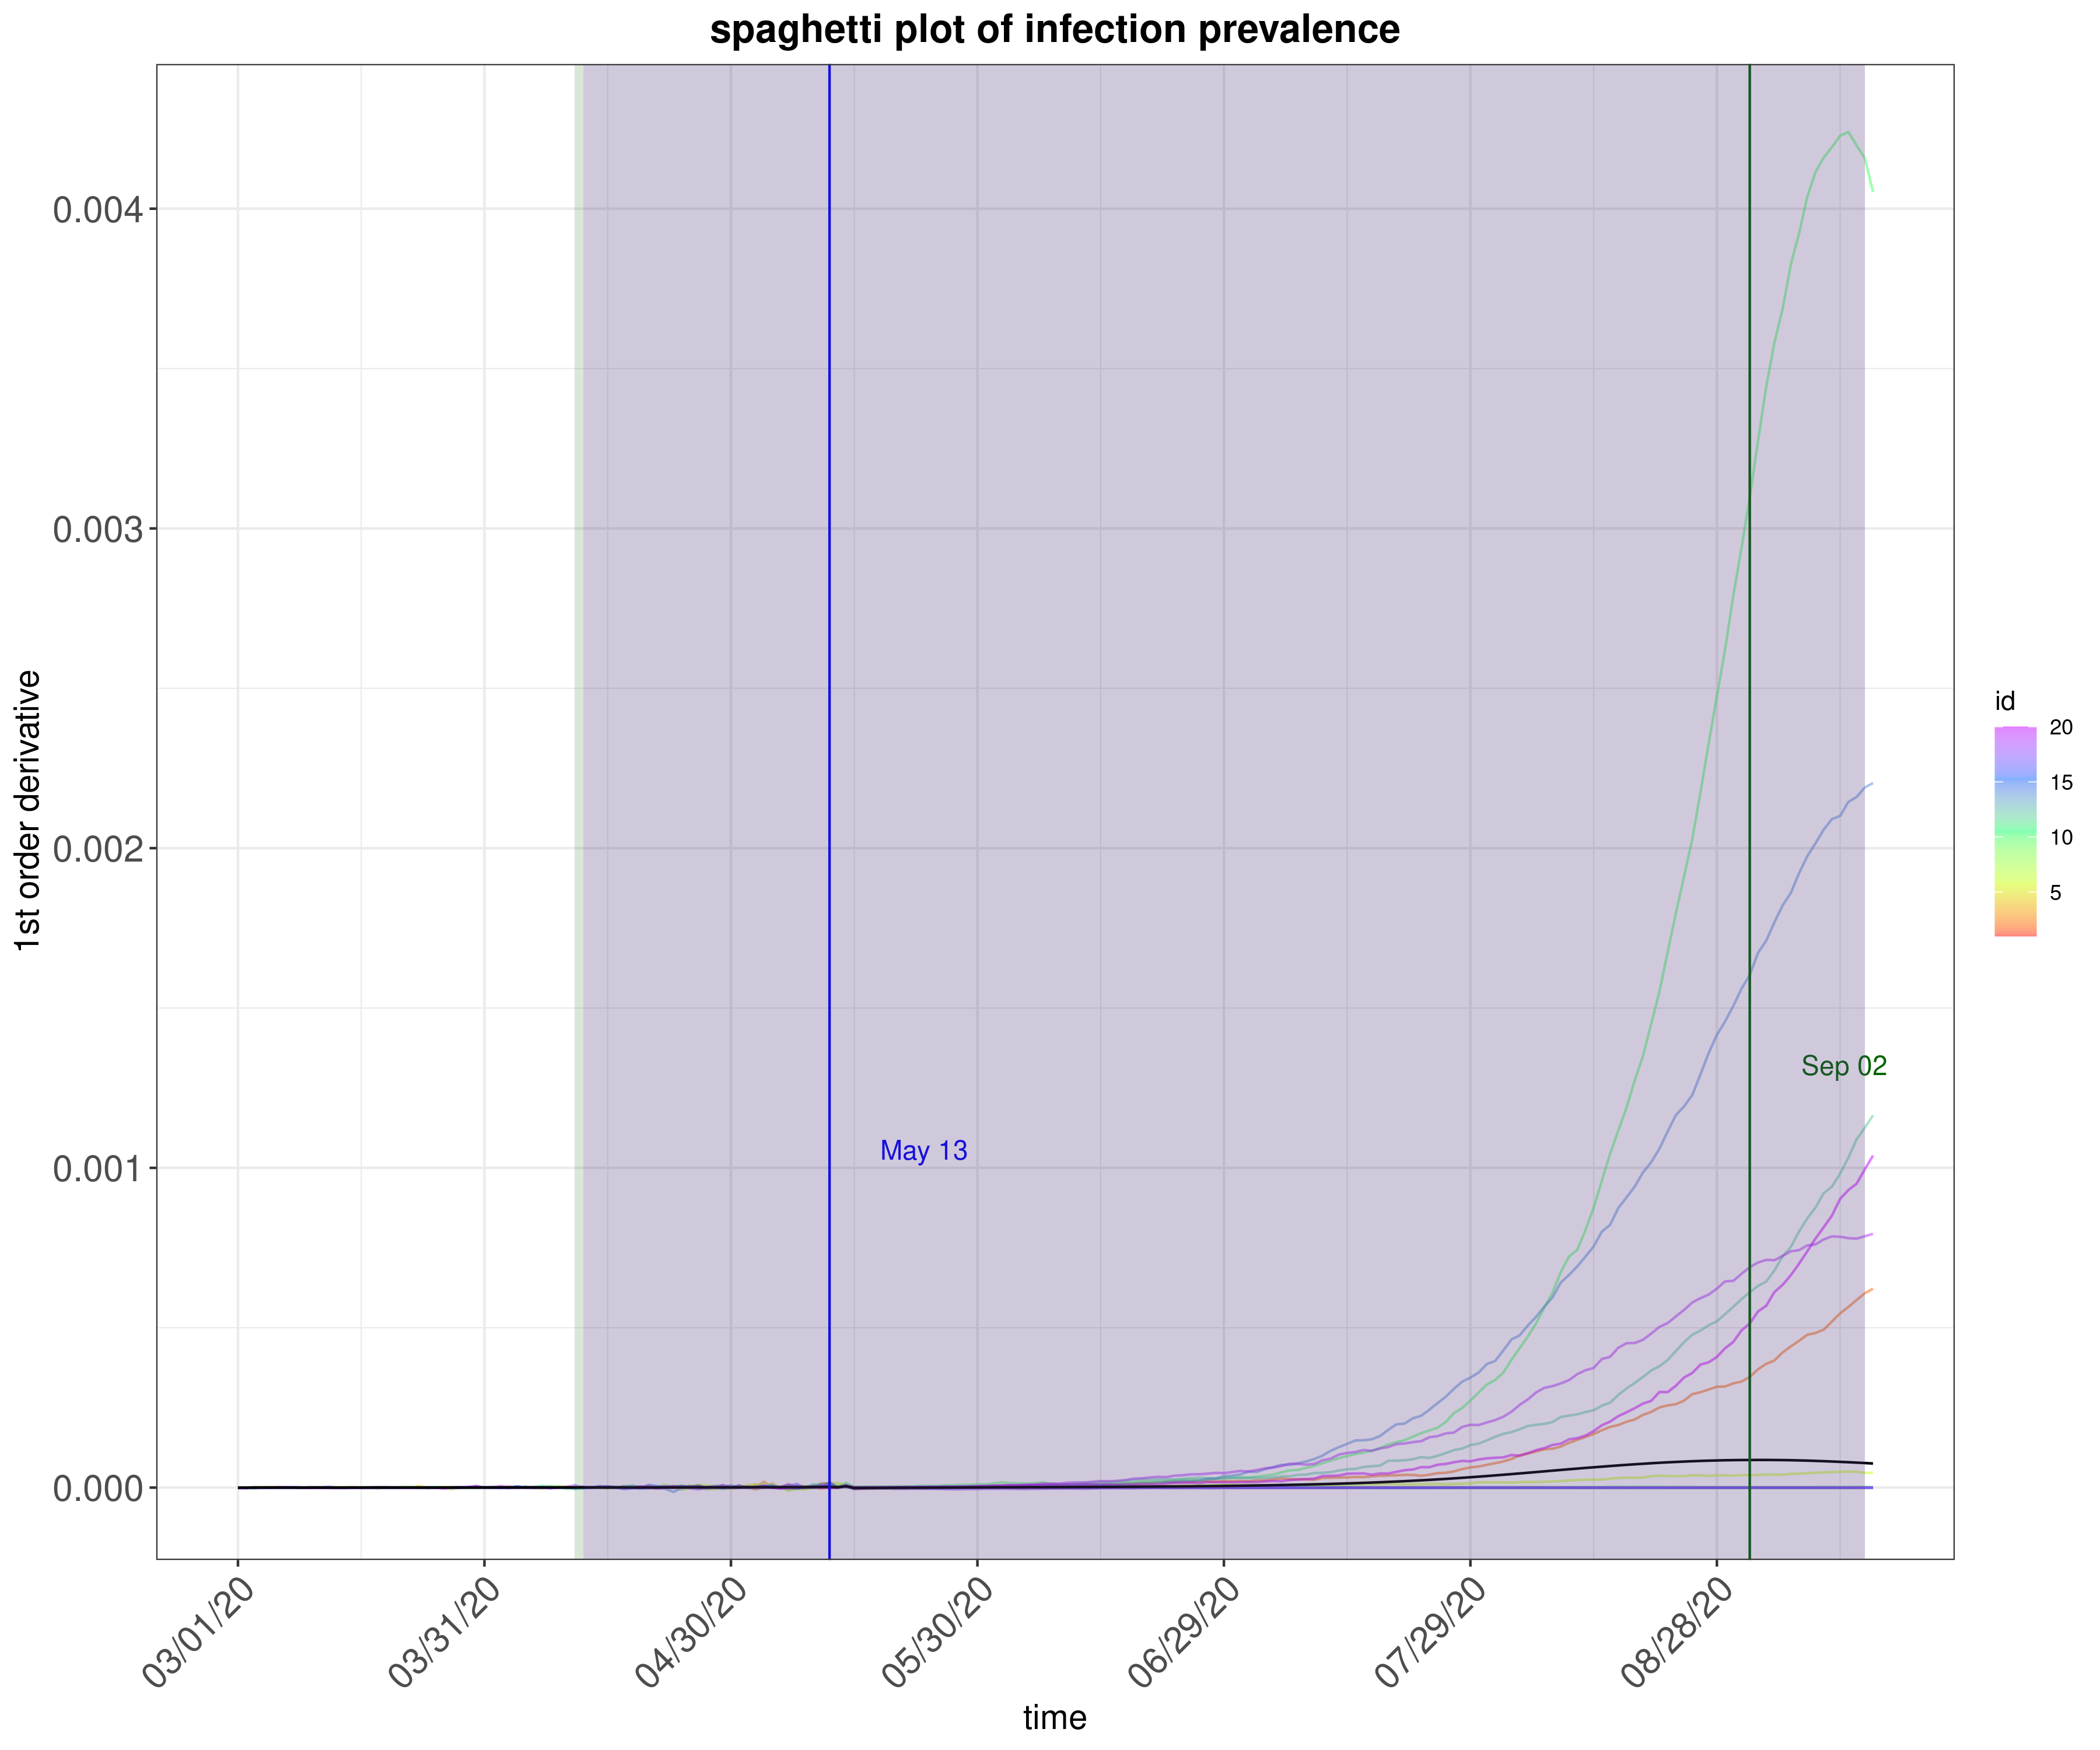 spaghetti plot of infection prevalence
1st order derivative
0.004
0.003
0.002
0.001
0.000
May 13
Sep 02
03/01/20
03/31/20
04/30/20
05/30/20
06/29/20
07/29/20
08/28/20
time
id
20
15
10
5